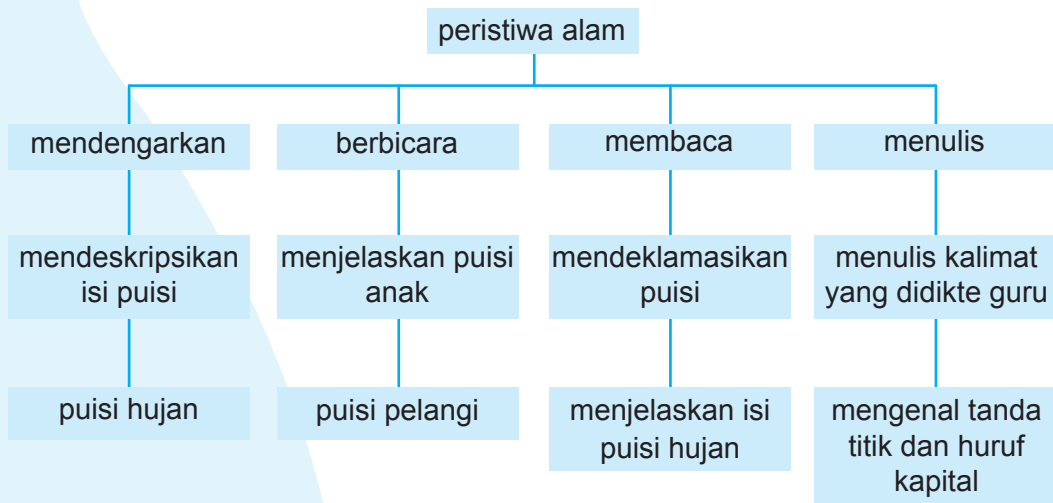 peristiwa alam
mendengarkan
berbicara
membaca
menulis
mendeskripsikan
isi puisi
menjelaskan puisi
anak
mendeklamasikan
puisi
menulis kalimat
yang didikte guru
puisi hujan
puisi pelangi
menjelaskan isi
puisi hujan
mengenal tanda
titik dan huruf
kapital